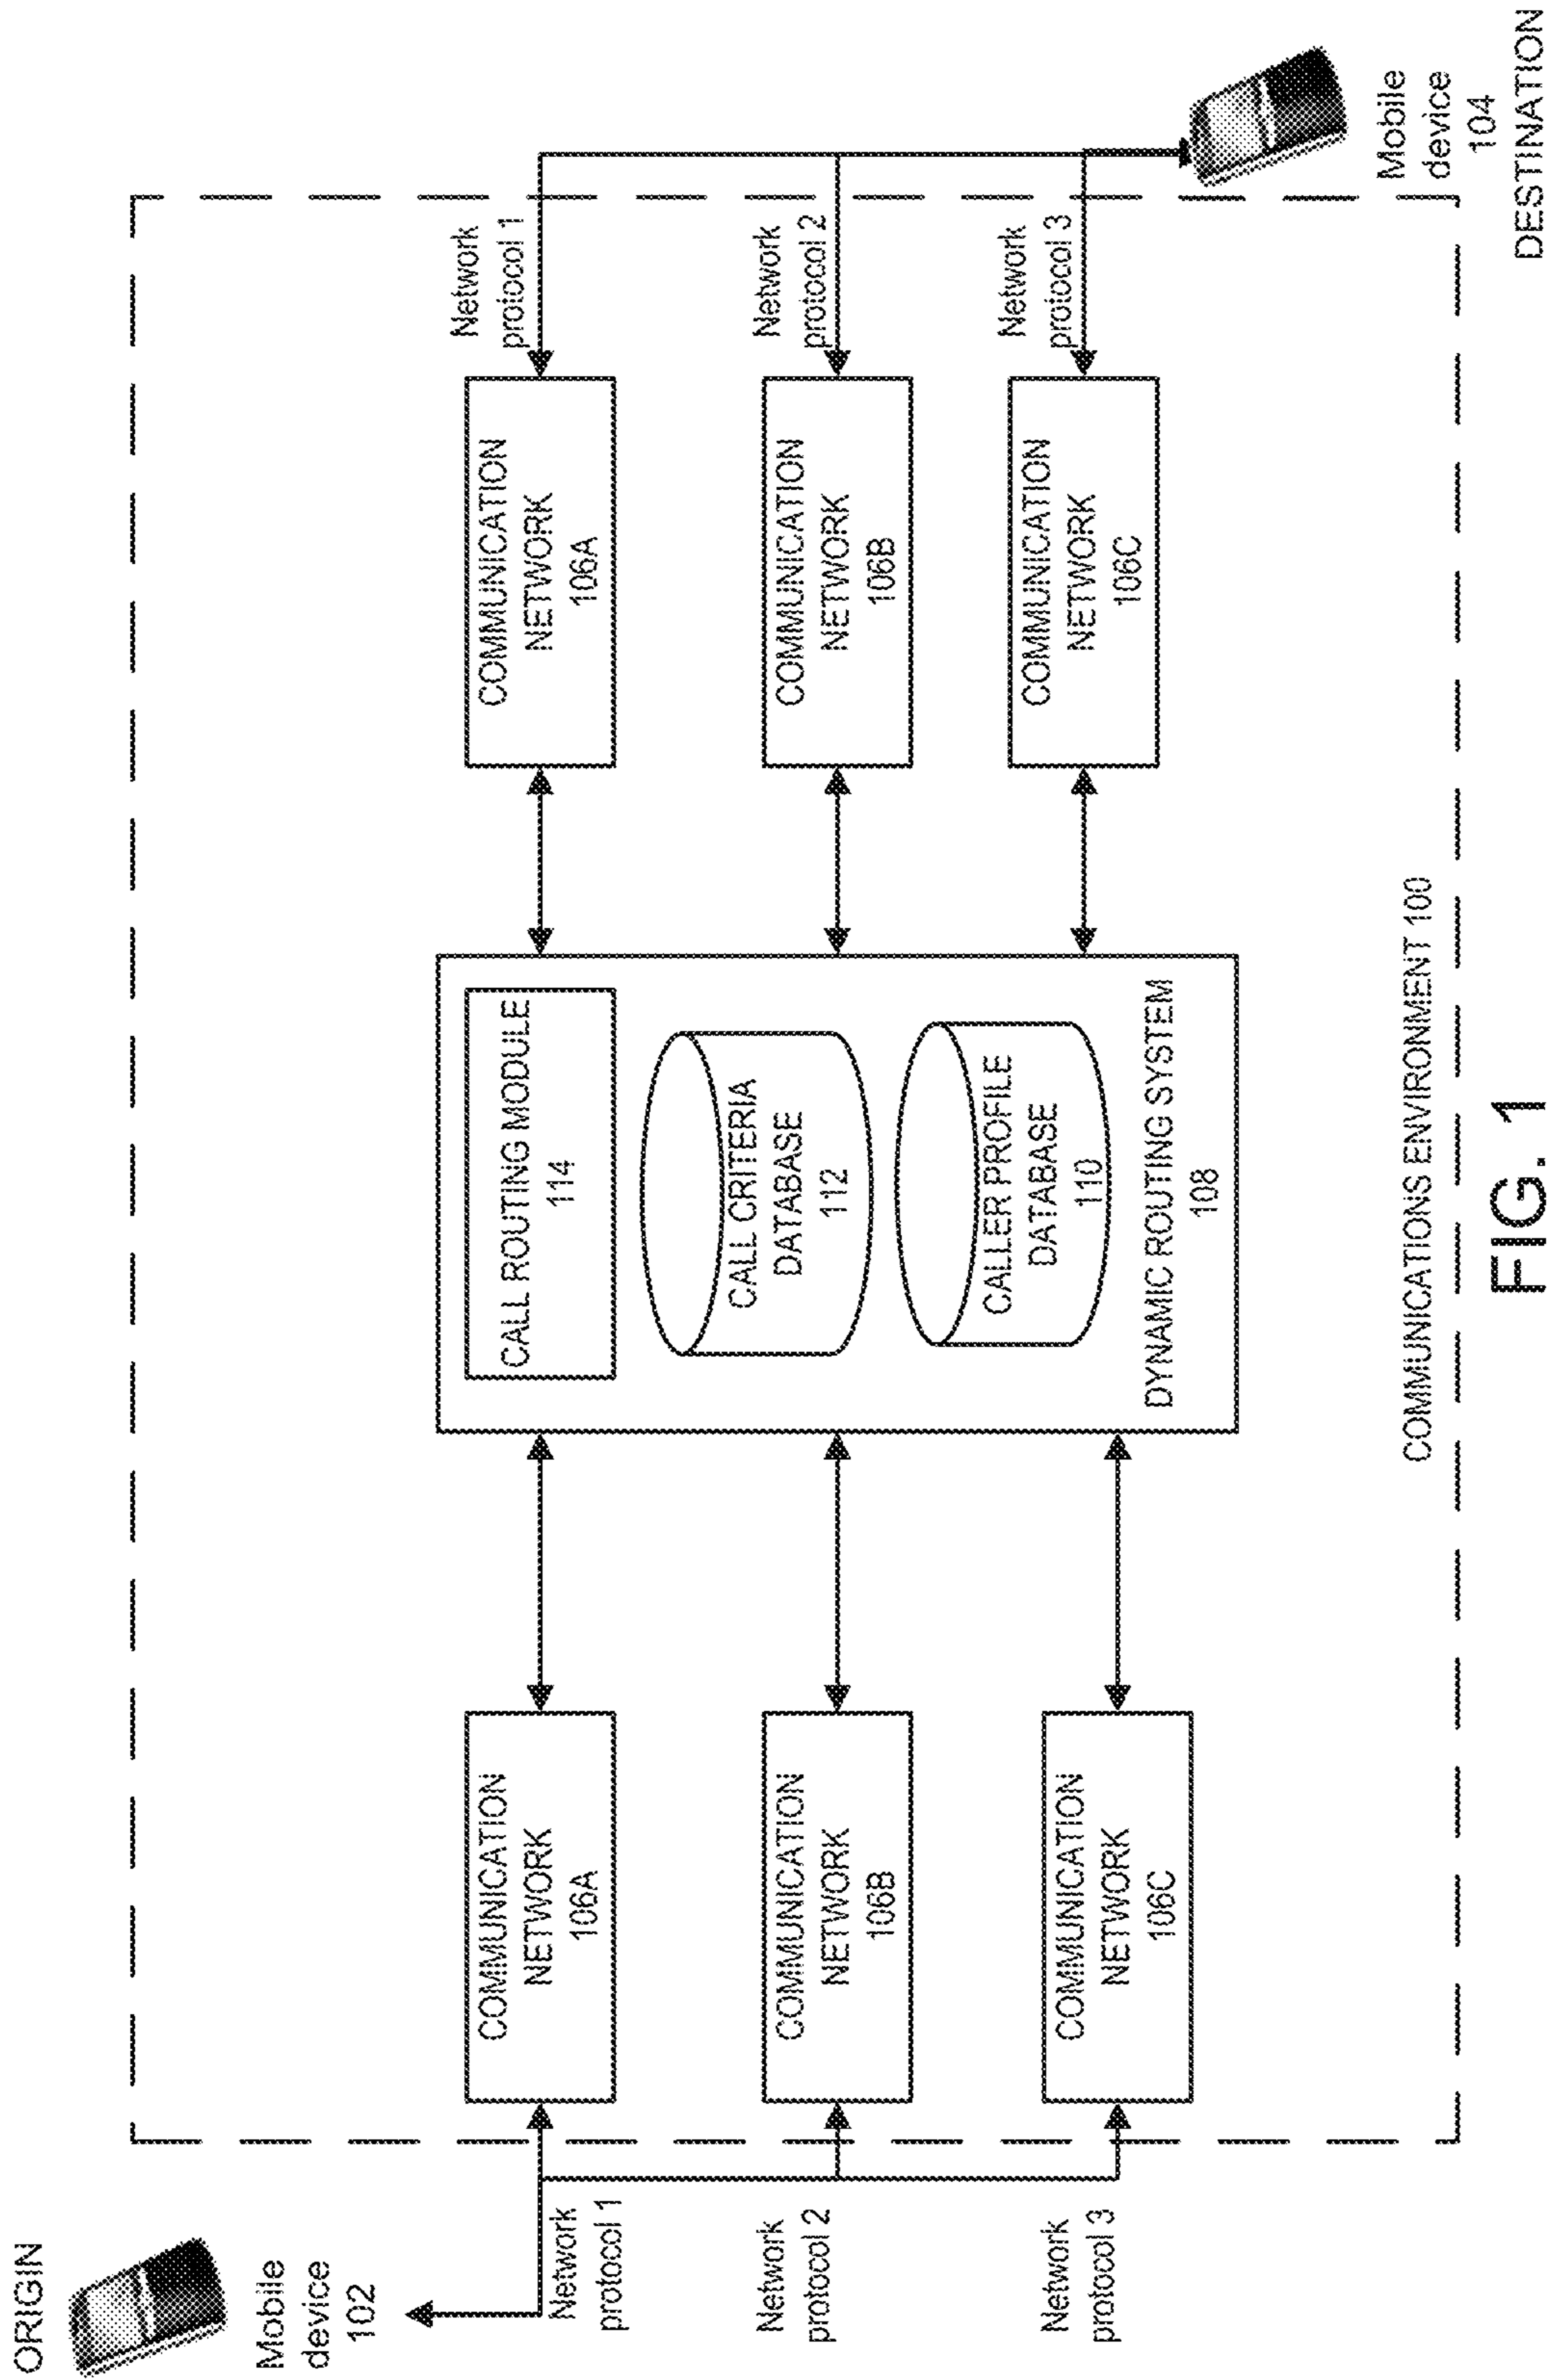 ORIGIN
Mobile
device
102
Network
protocol 1
Network
protocol 2
Network
protocol 3
COMMUNICATION
NETWORK
106A
COMMUNICATION
NETWORK
106B
COMMUNICATION
NETWORK
106C
CALL ROUTING MODULE
114
CALL CRITERIA
DATABASE
112
CALLER PROFILE
DATABASE
110
DYNAMIC ROUTING SYSTEM
108
COMMUNICATION
NETWORK
106A
COMMUNICATION
NETWORK
106B
COMMUNICATION
NETWORK
106C
Network
protocol 1
Network
protocol 2
Network
protocol 3
Mobile
device
104
DESTINATION
COMMUNICATIONS ENVIRONMENT 100
FIG. 1